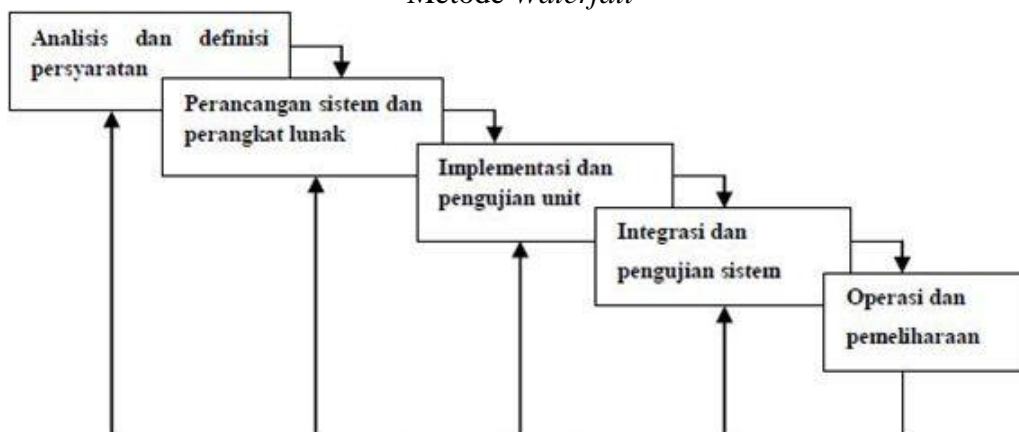 Metode Waterfall
Analisis dan definisi
persyaratan
Perancangan sistem dan
perangkat lunak
Implementasi dan
pengujian unit
Integrasi dan
pengujian sistem
Operasi dan
pemeliharaan